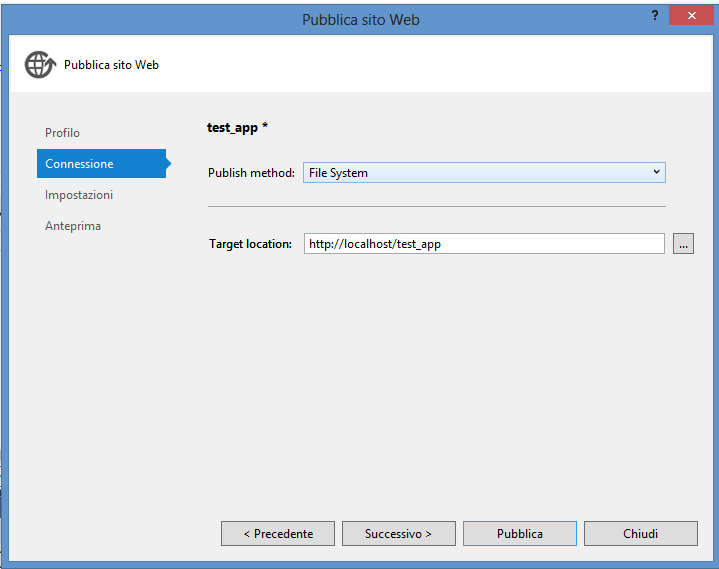 Pubblica sito Web
?
Pubblica sito Web
Profilo
Connessione
Impostazioni
Anteprima
test_app *
Publish method: File System
Target location: http://localhost/test_app ...
< Precedente Successivo > Pubblica Chiudi